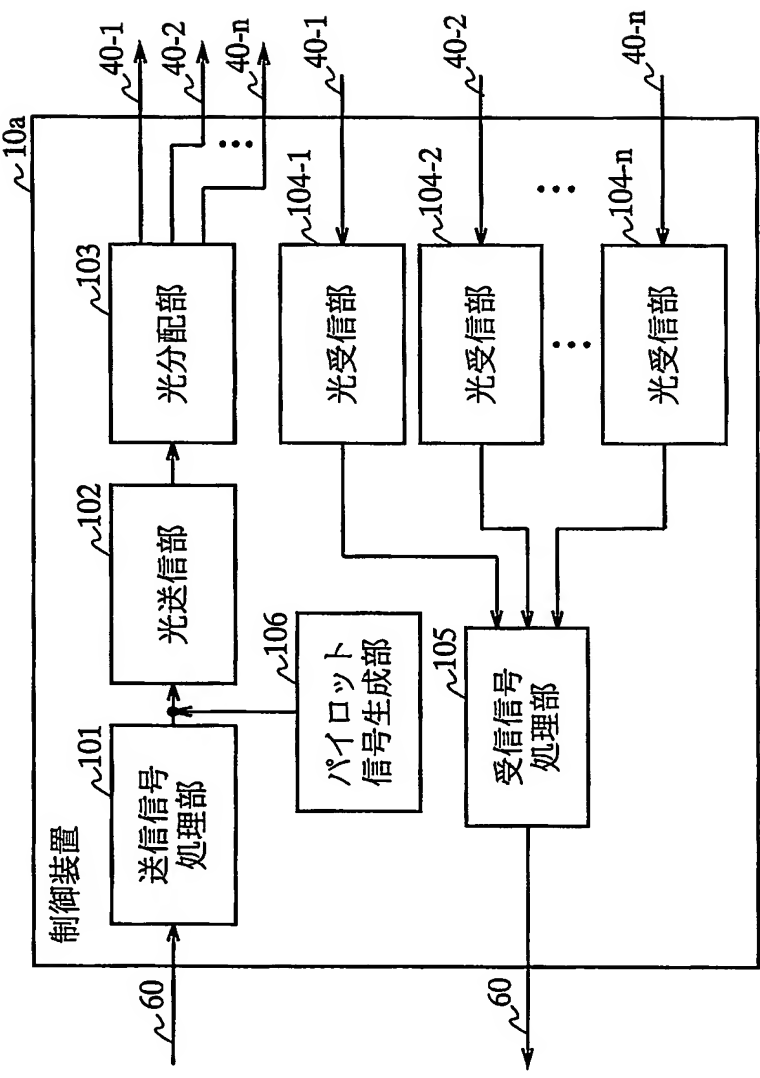 10a
制御装置
60
101
送信信号
処理部
102
光送信部
103
光分配部
40-1
40-2
40-n
•••
106
パイロット
信号生成部
104-1
光受信部
40-1
104-2
光受信部
40-2
•••
•••
104-n
光受信部
40-n
105
受信信号
処理部
60